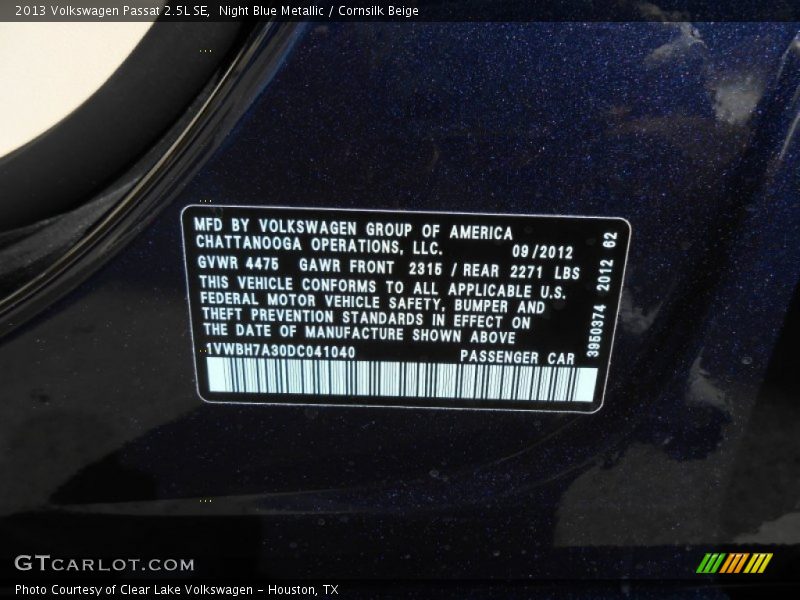 2013 Volkswagen Passat 2.5L SE,  Night Blue Metallic / Cornsilk Beige
MFD BY VOLKSWAGEN GROUP OF AMERICA
CHATTANOOGA OPERATIONS, LLC. 09/2012
GVWR 4475 GAWR FRONT 2315 / REAR 2271 LBS
THIS VEHICLE CONFORMS TO ALL APPLICABLE U.S.
FEDERAL MOTOR VEHICLE SAFETY, BUMPER AND
THEFT PREVENTION STANDARDS IN EFFECT ON
THE DATE OF MANUFACTURE SHOWN ABOVE
1VWBH7A30DC041040 PASSENGER CAR
3950374 2012 62
GTCARLOT.COM
Photo Courtesy of Clear Lake Volkswagen - Houston, TX